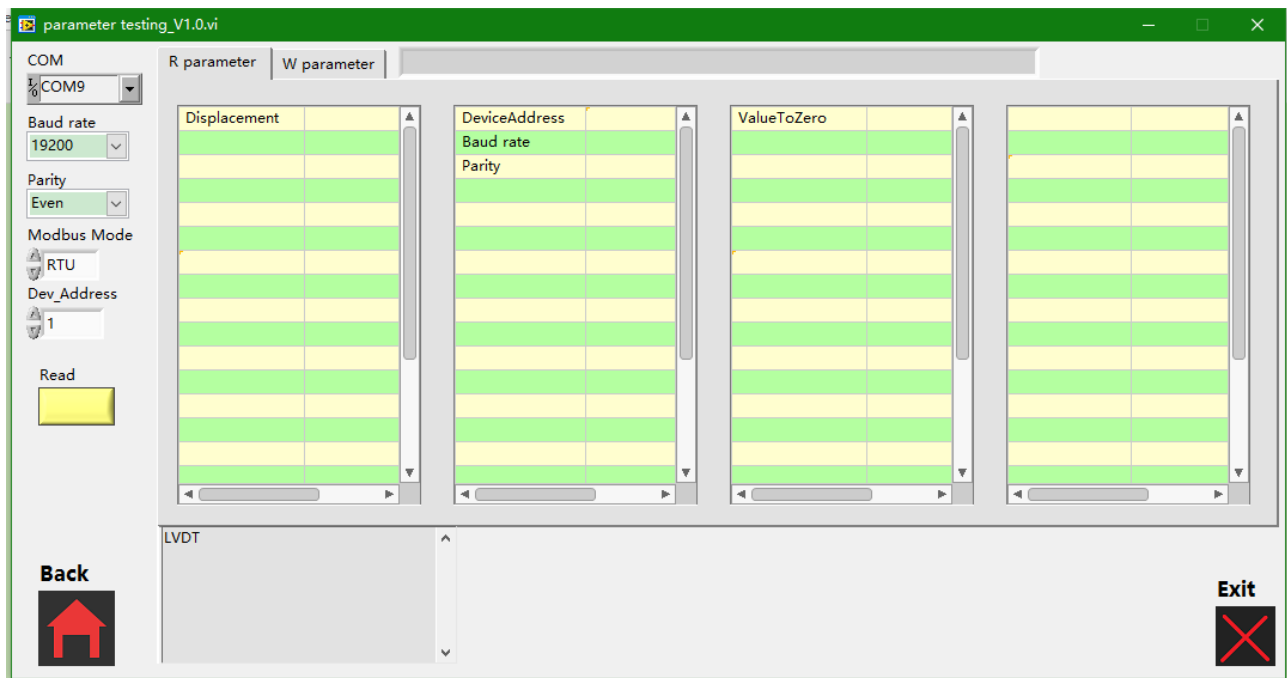 parameter testing_V1.0.vi
COM
COM9
Baud rate
19200
Parity
Even
Modbus Mode
RTU
Dev_Address
1
Read
Back
R parameter
W parameter
Displacement
DeviceAddress
Baud rate
Parity
ValueToZero
LVDT
Exit